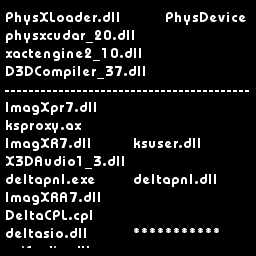 PhysXLoader.dll PhysDevice
physxcudar_20.dll
xactengine2_10.dll
D3DCompiler_37.dll
----------------------------------------
ImagXpr7.dll
ksproxy.ax
ImagXR7.dll ksuser.dll
X3DAudio1_3.dll
deltapnl.exe deltapnl.dll
ImagXRA7.dll
DeltaCPL.cpl
deltasio.dll ***********